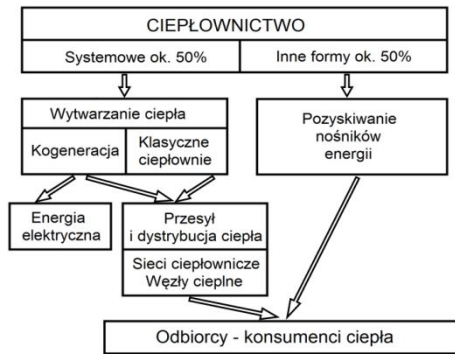 CIEPŁOWNICTWO
Systemowe ok. 50%
Inne formy ok. 50%
Wytwarzanie ciepła
Kogeneracja
Klasyczne
ciepłownie
Pozyskiwanie
nośników
energii
Energia
elektryczna
Przesył
i dystrybucja ciepła
Sieci ciepłownicze
Węzły cieplne
Odbiorcy - konsumenci ciepła